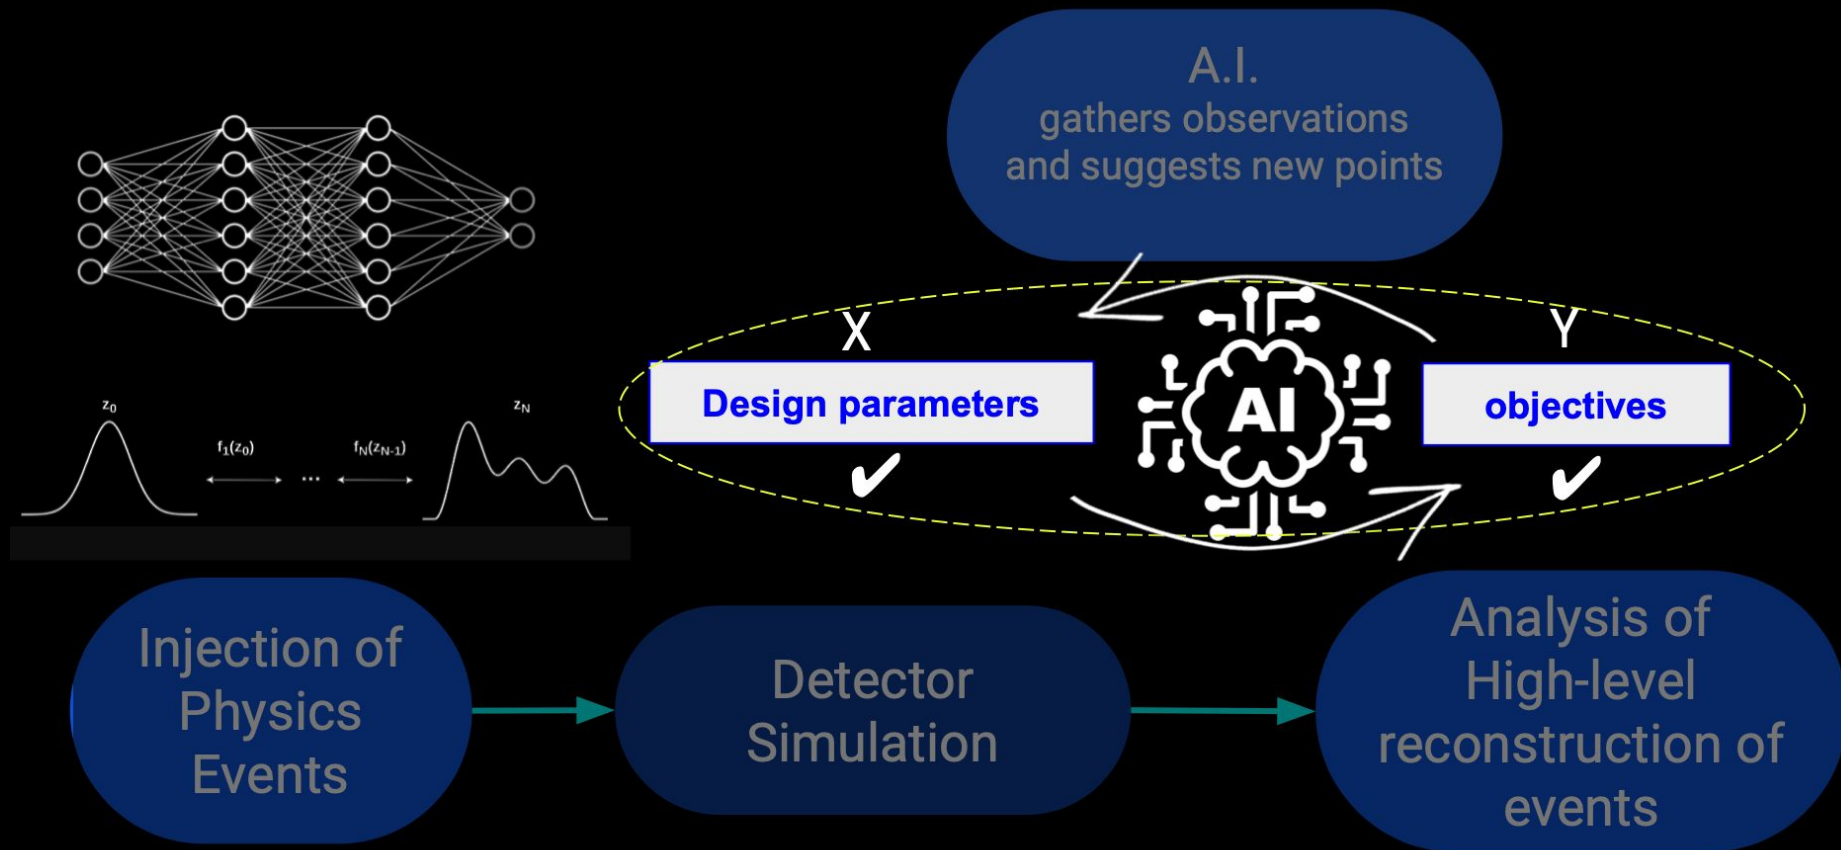 A.I.
gathers observations
and suggests new points
X
Y
Design parameters
AI
objectives
✔
✔
z₀
zN
f₁(z₀)
...
fN(zN-1)
Injection of
Physics
Events
Detector
Simulation
Analysis of
High-level
reconstruction of
events